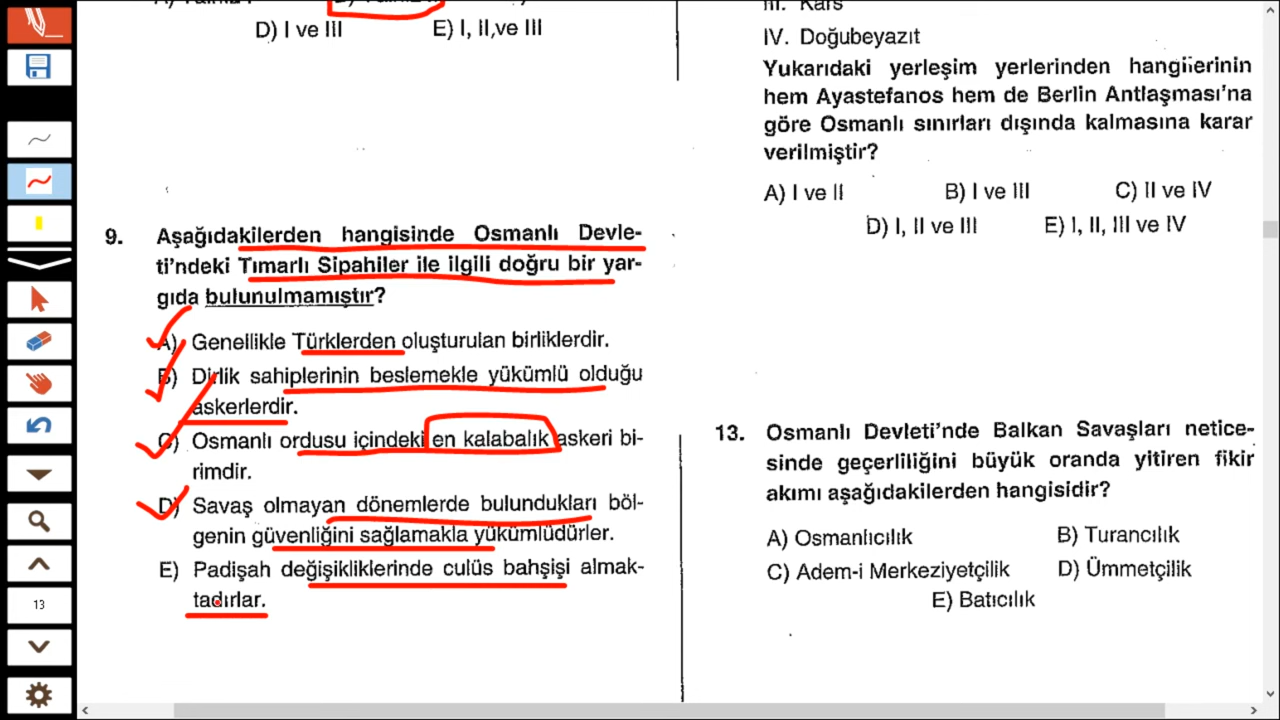 D) I ve III
E) I, II,ve III
9. Aşağıdakilerden hangisinde Osmanlı Devle-
ti'ndeki Tımarlı Sipahiler ile ilgili doğru bir yar-
gıda bulunulmamıştır?
A) Genellikle Türklerden oluşturulan birliklerdir.
B) Dirlik sahiplerinin beslemekle yükümlü olduğu
askerlerdir.
C) Osmanlı ordusu içindeki en kalabalık askeri bi-
rimdir.
D) Savaş olmayan dönemlerde bulundukları böl-
genin güvenliğini sağlamakla yükümlüdürler.
E) Padişah değişikliklerinde culüs bahşişi almak-
tadırlar.
III. Kars
IV. Doğubeyazıt
Yukarıdaki yerleşim yerlerinden hangilerinin
hem Ayastefanos hem de Berlin Antlaşması'na
göre Osmanlı sınırları dışında kalmasına karar
verilmiştir?
A) I ve II
B) I ve III
C) II ve IV
D) I, II ve III
E) I, II, III ve IV
13. Osmanlı Devleti'nde Balkan Savaşları netice-
sinde geçerliliğini büyük oranda yitiren fikir
akımı aşağıdakilerden hangisidir?
A) Osmanlıcılık
B) Turancılık
C) Adem-i Merkeziyetçilik
D) Ümmetçilik
E) Batıcılık
13